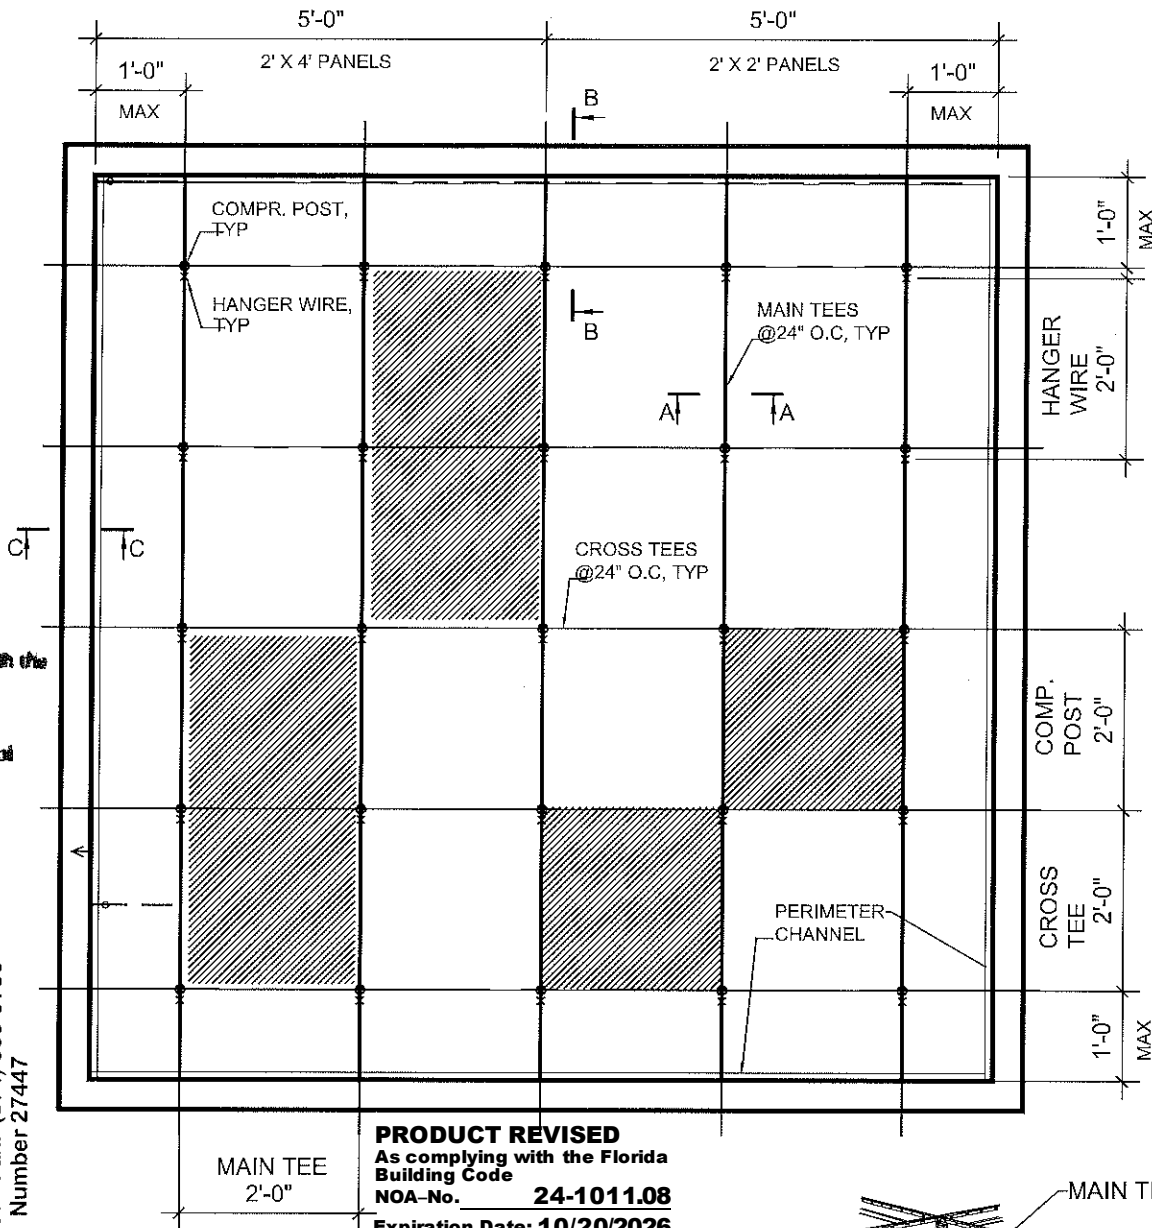 5'-0"
5'-0"
2' X 4' PANELS
2' X 2' PANELS
1'-0"
MAX
1'-0"
MAX
B
COMPR. POST,
TYP
HANGER WIRE,
TYP
B
MAIN TEES
@24" O.C, TYP
A
A
1'-0"
MAX
HANGER
WIRE
2'-0"
C
C
CROSS TEES
@24" O.C, TYP
the
COMP.
POST
2'-0"
CROSS
TEE
2'-0"
PERIMETER
CHANNEL
1'-0"
MAX
Number 27447
MAIN TEE
2'-0"
PRODUCT REVISED
As complying with the Florida
Building Code
NOA–No. 24-1011.08
Expiration Date: 10/20/2026
MAIN